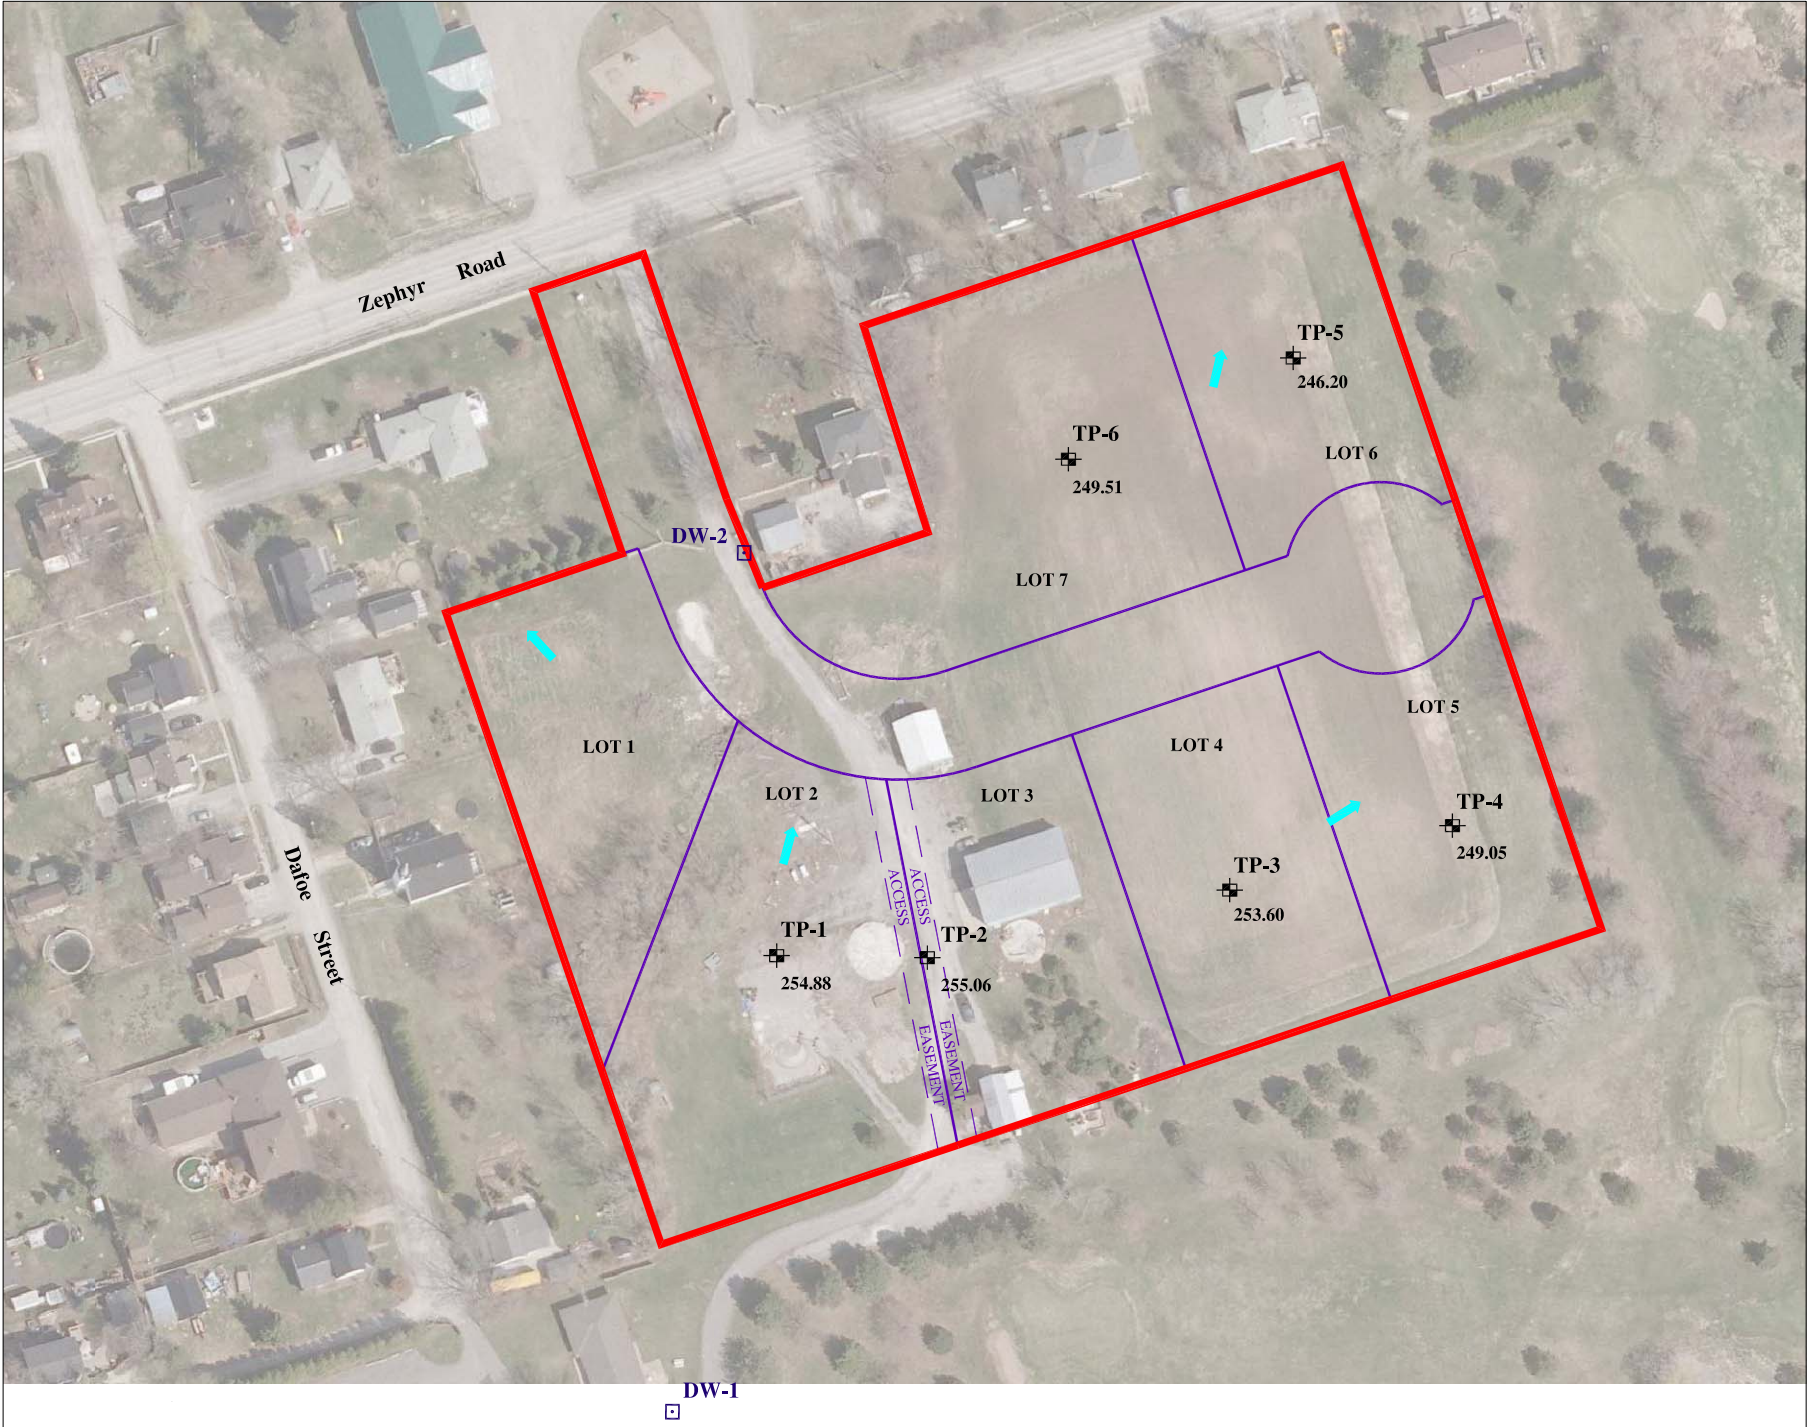 Zephyr Road
TP-5
246.20
TP-6
249.51
LOT 6
DW-2
LOT 7
LOT 5
LOT 1
LOT 4
LOT 2
LOT 3
TP-4
249.05
TP-3
253.60
Dafoe Street
ACCESS EASEMENT
ACCESS EASEMENT
TP-1
254.88
TP-2
255.06
DW-1